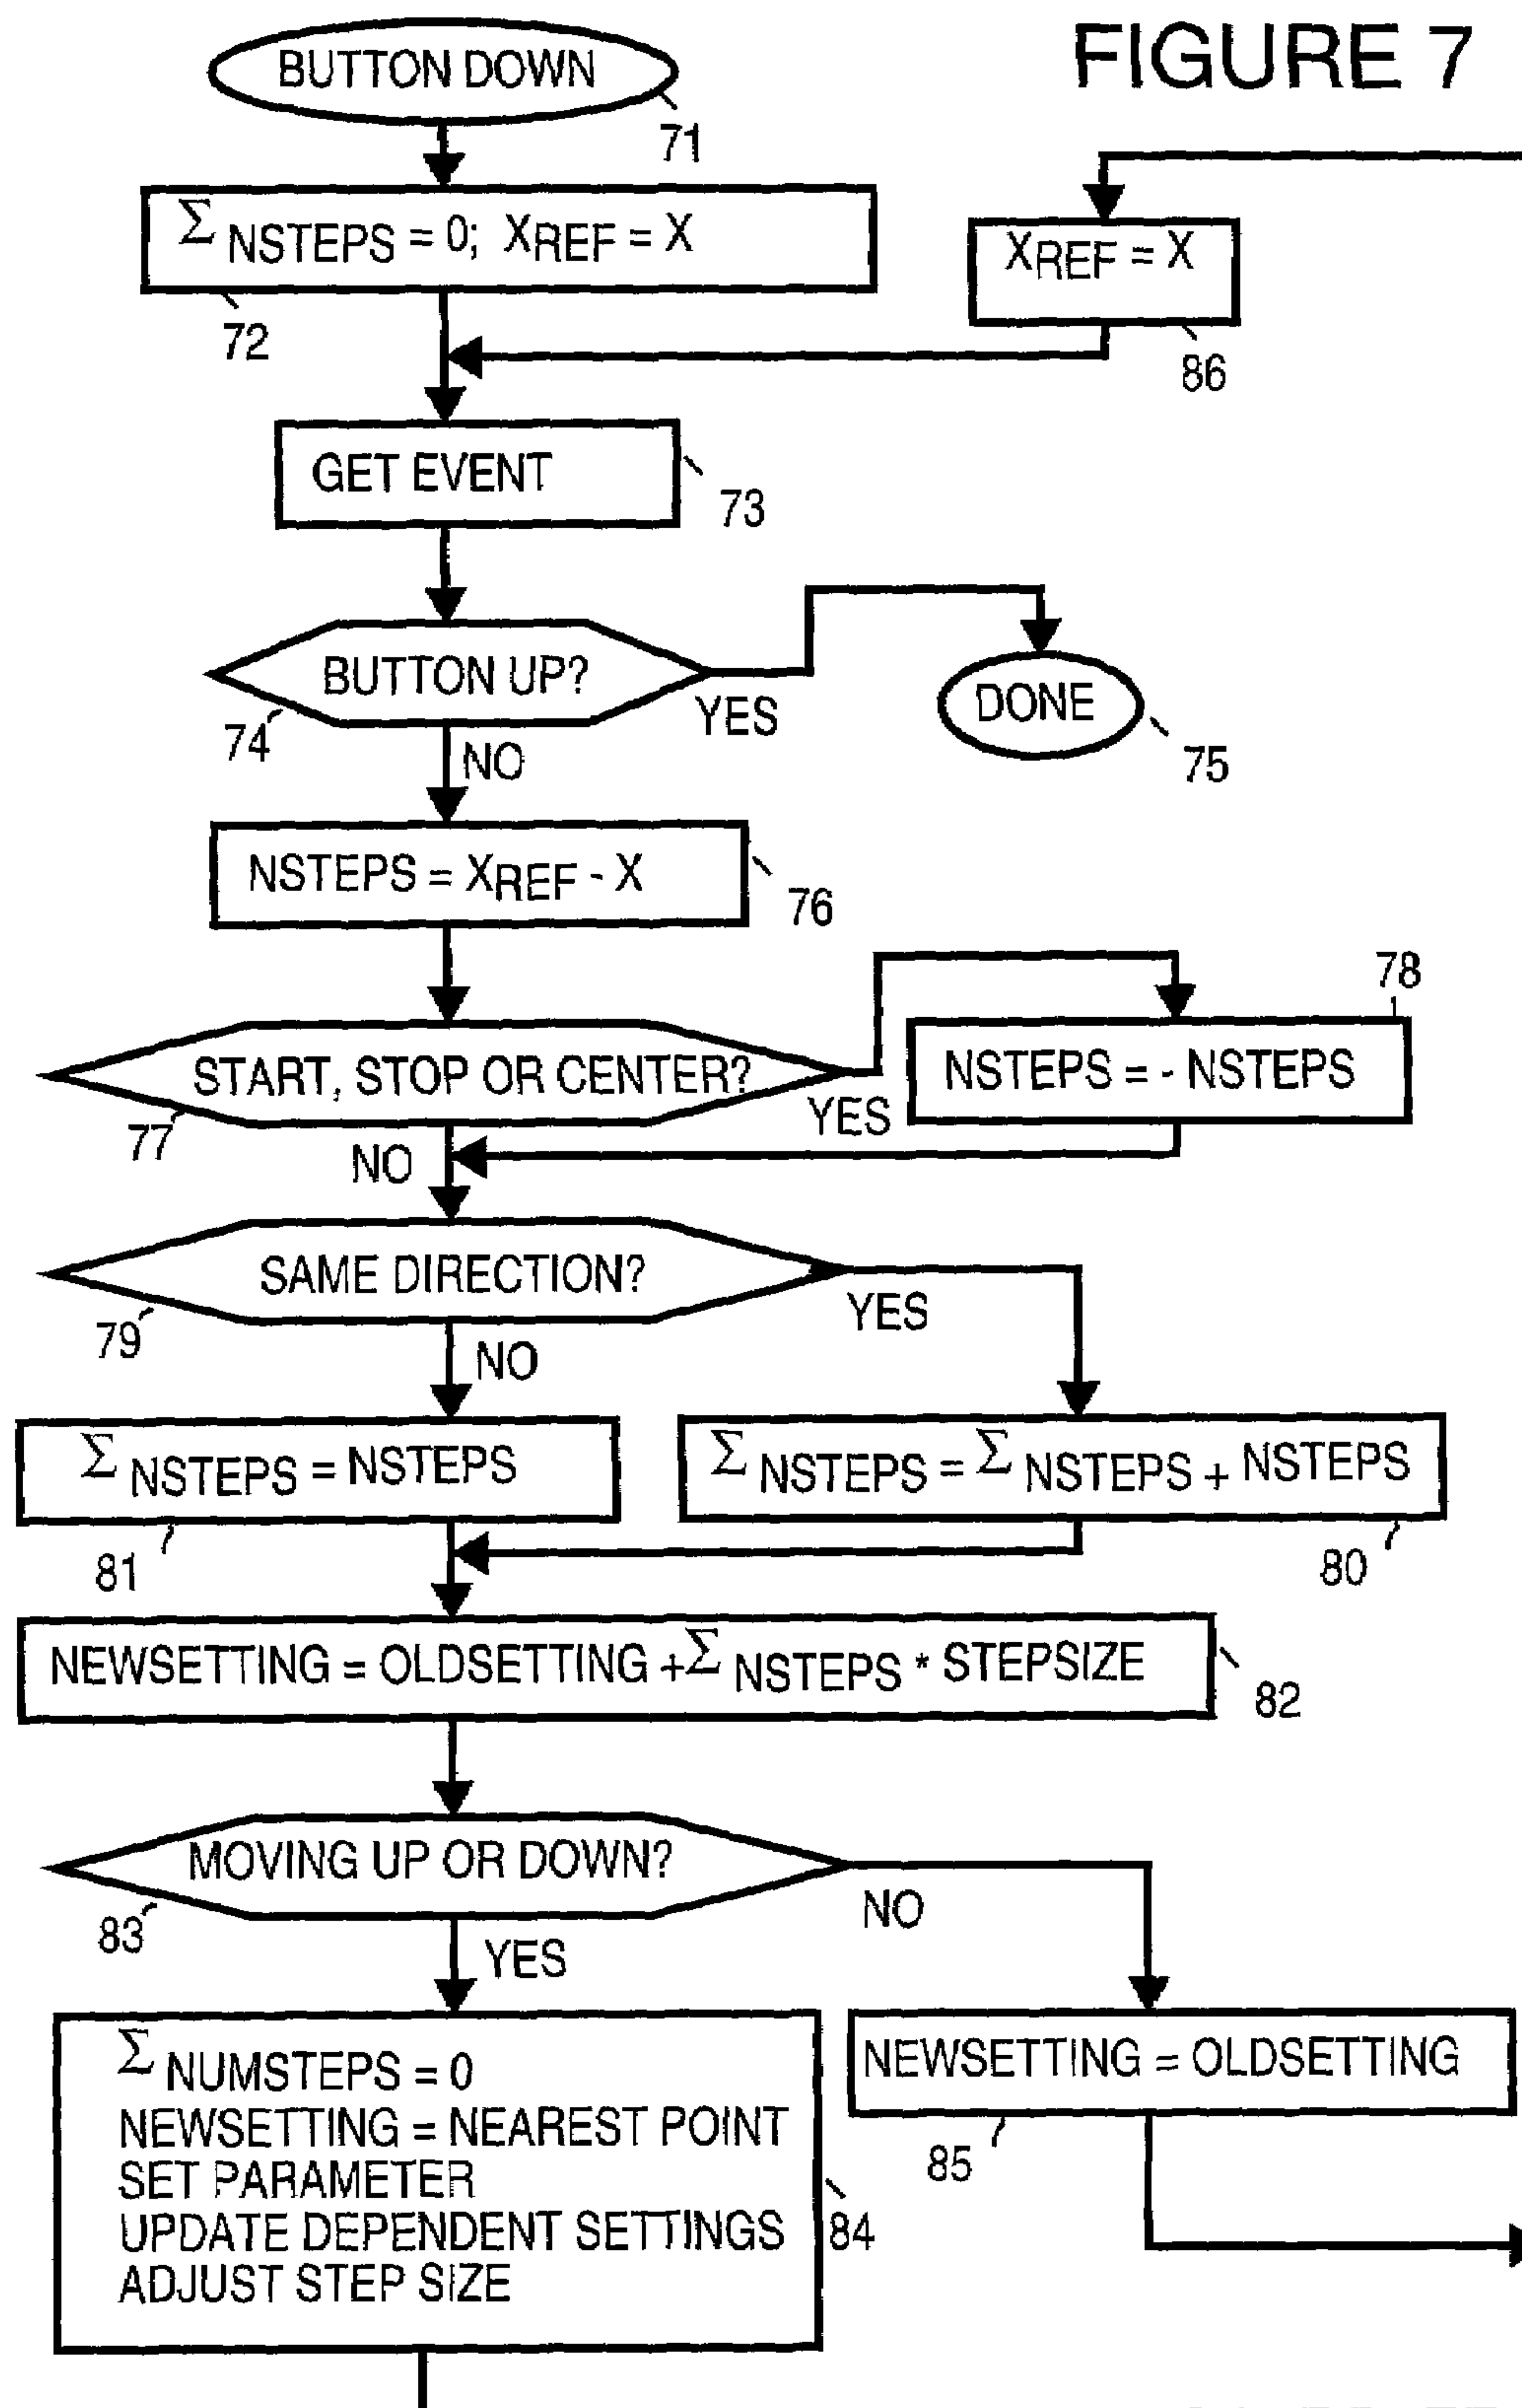 FIGURE 7
BUTTON DOWN
71
Σ NSTEPS = 0; XREF = X
72
XREF = X
86
GET EVENT
73
BUTTON UP?
74
YES
NO
DONE
75
NSTEPS = XREF - X
76
START, STOP OR CENTER?
77
YES
NO
78
NSTEPS = - NSTEPS
SAME DIRECTION?
79
YES
NO
Σ NSTEPS = NSTEPS
81
Σ NSTEPS = Σ NSTEPS + NSTEPS
80
NEWSETTING = OLDSETTING +Σ NSTEPS * STEPSIZE
82
MOVING UP OR DOWN?
83
NO
YES
Σ NUMSTEPS = 0
NEWSETTING = NEAREST POINT
SET PARAMETER
UPDATE DEPENDENT SETTINGS
ADJUST STEP SIZE
84
NEWSETTING = OLDSETTING
85